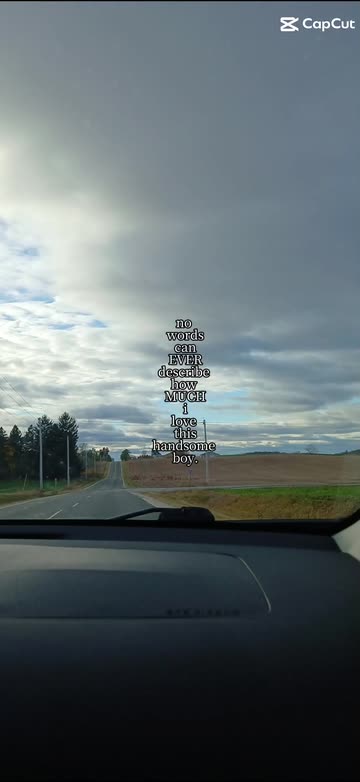 CapCut
no
words
can
EVER
describe
how
MUCH
i
love
this
handsome
boy.